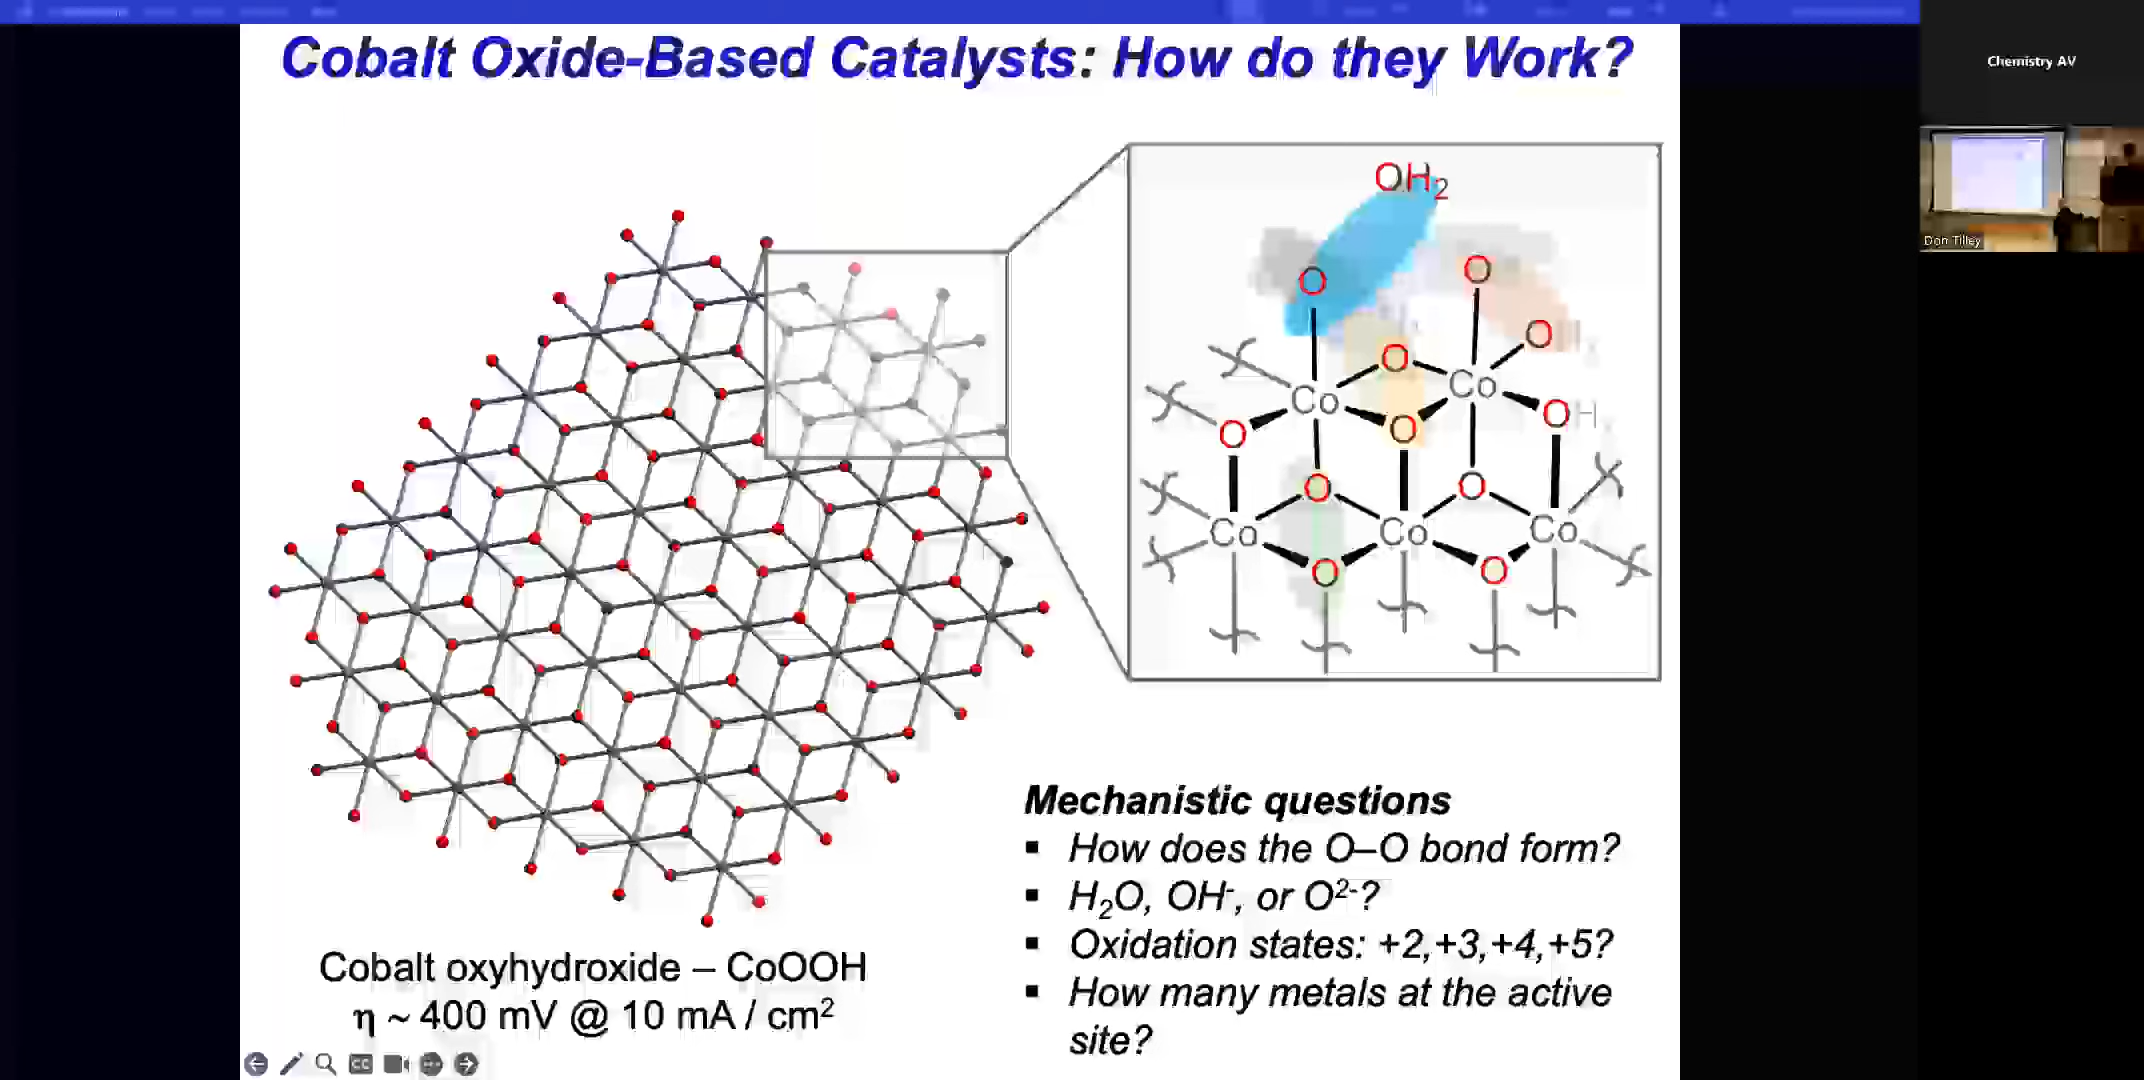 Cobalt Oxide-Based Catalysts: How do they Work?
Chemistry AV
Don Tilley
OH2
O
O
O
O
Co
Co
O
O
OH
O
O
Co
Co
Co
O
O
Mechanistic questions
▪ How does the O–O bond form?
▪ H2O, OH-, or O2-?
▪ Oxidation states: +2,+3,+4,+5?
▪ How many metals at the active
site?
Cobalt oxyhydroxide – CoOOH
η ~ 400 mV @ 10 mA / cm2
CC